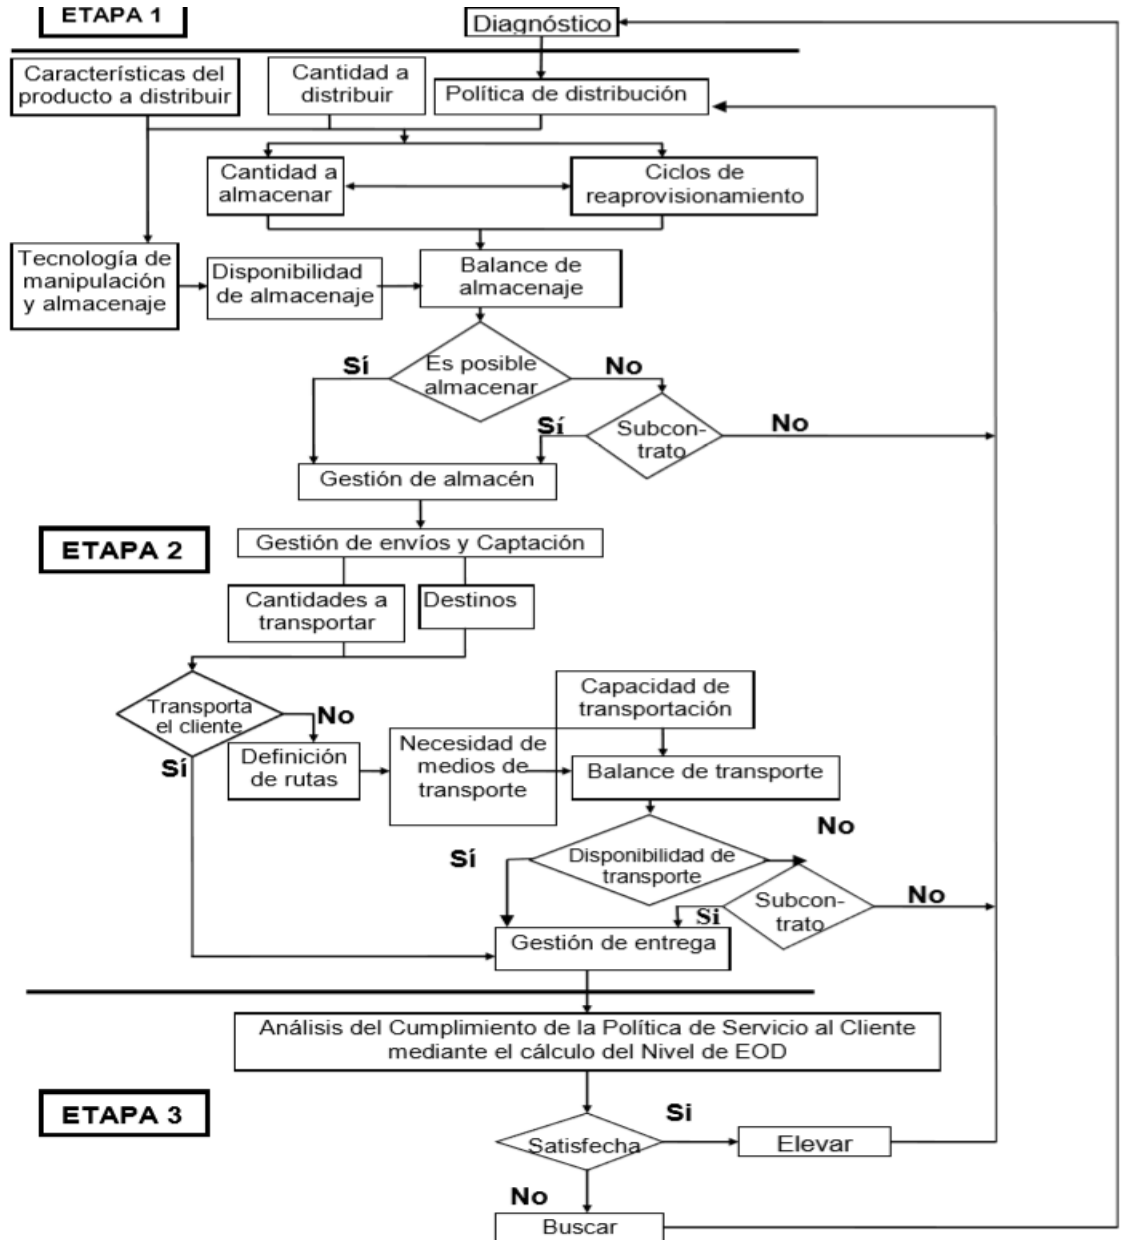 ETAPA 1
Diagnóstico
Características del
producto a distribuir
Cantidad a
distribuir
Política de distribución
Cantidad a
almacenar
Ciclos de
reaprovisionamiento
Tecnología de
manipulación
y almacenaje
Disponibilidad
de almacenaje
Balance de
almacenaje
Es posible
almacenar
Sí
No
Subcon-
trato
Sí
No
Gestión de almacén
ETAPA 2
Gestión de envíos y Captación
Cantidades a
transportar
Destinos
Transporta
el cliente
No
Sí
Definición
de rutas
Necesidad de
medios de
transporte
Capacidad de
transportación
Balance de transporte
Disponibilidad de
transporte
Sí
No
Subcon-
trato
Si
No
Gestión de entrega
Análisis del Cumplimiento de la Política de Servicio al Cliente
mediante el cálculo del Nivel de EOD
ETAPA 3
Satisfecha
Si
Elevar
No
Buscar